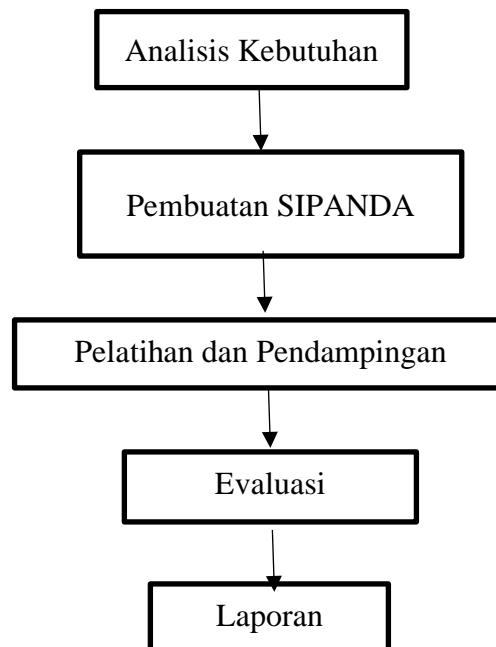 Analisis Kebutuhan
Pembuatan SIPANDA
Pelatihan dan Pendampingan
Evaluasi
Laporan